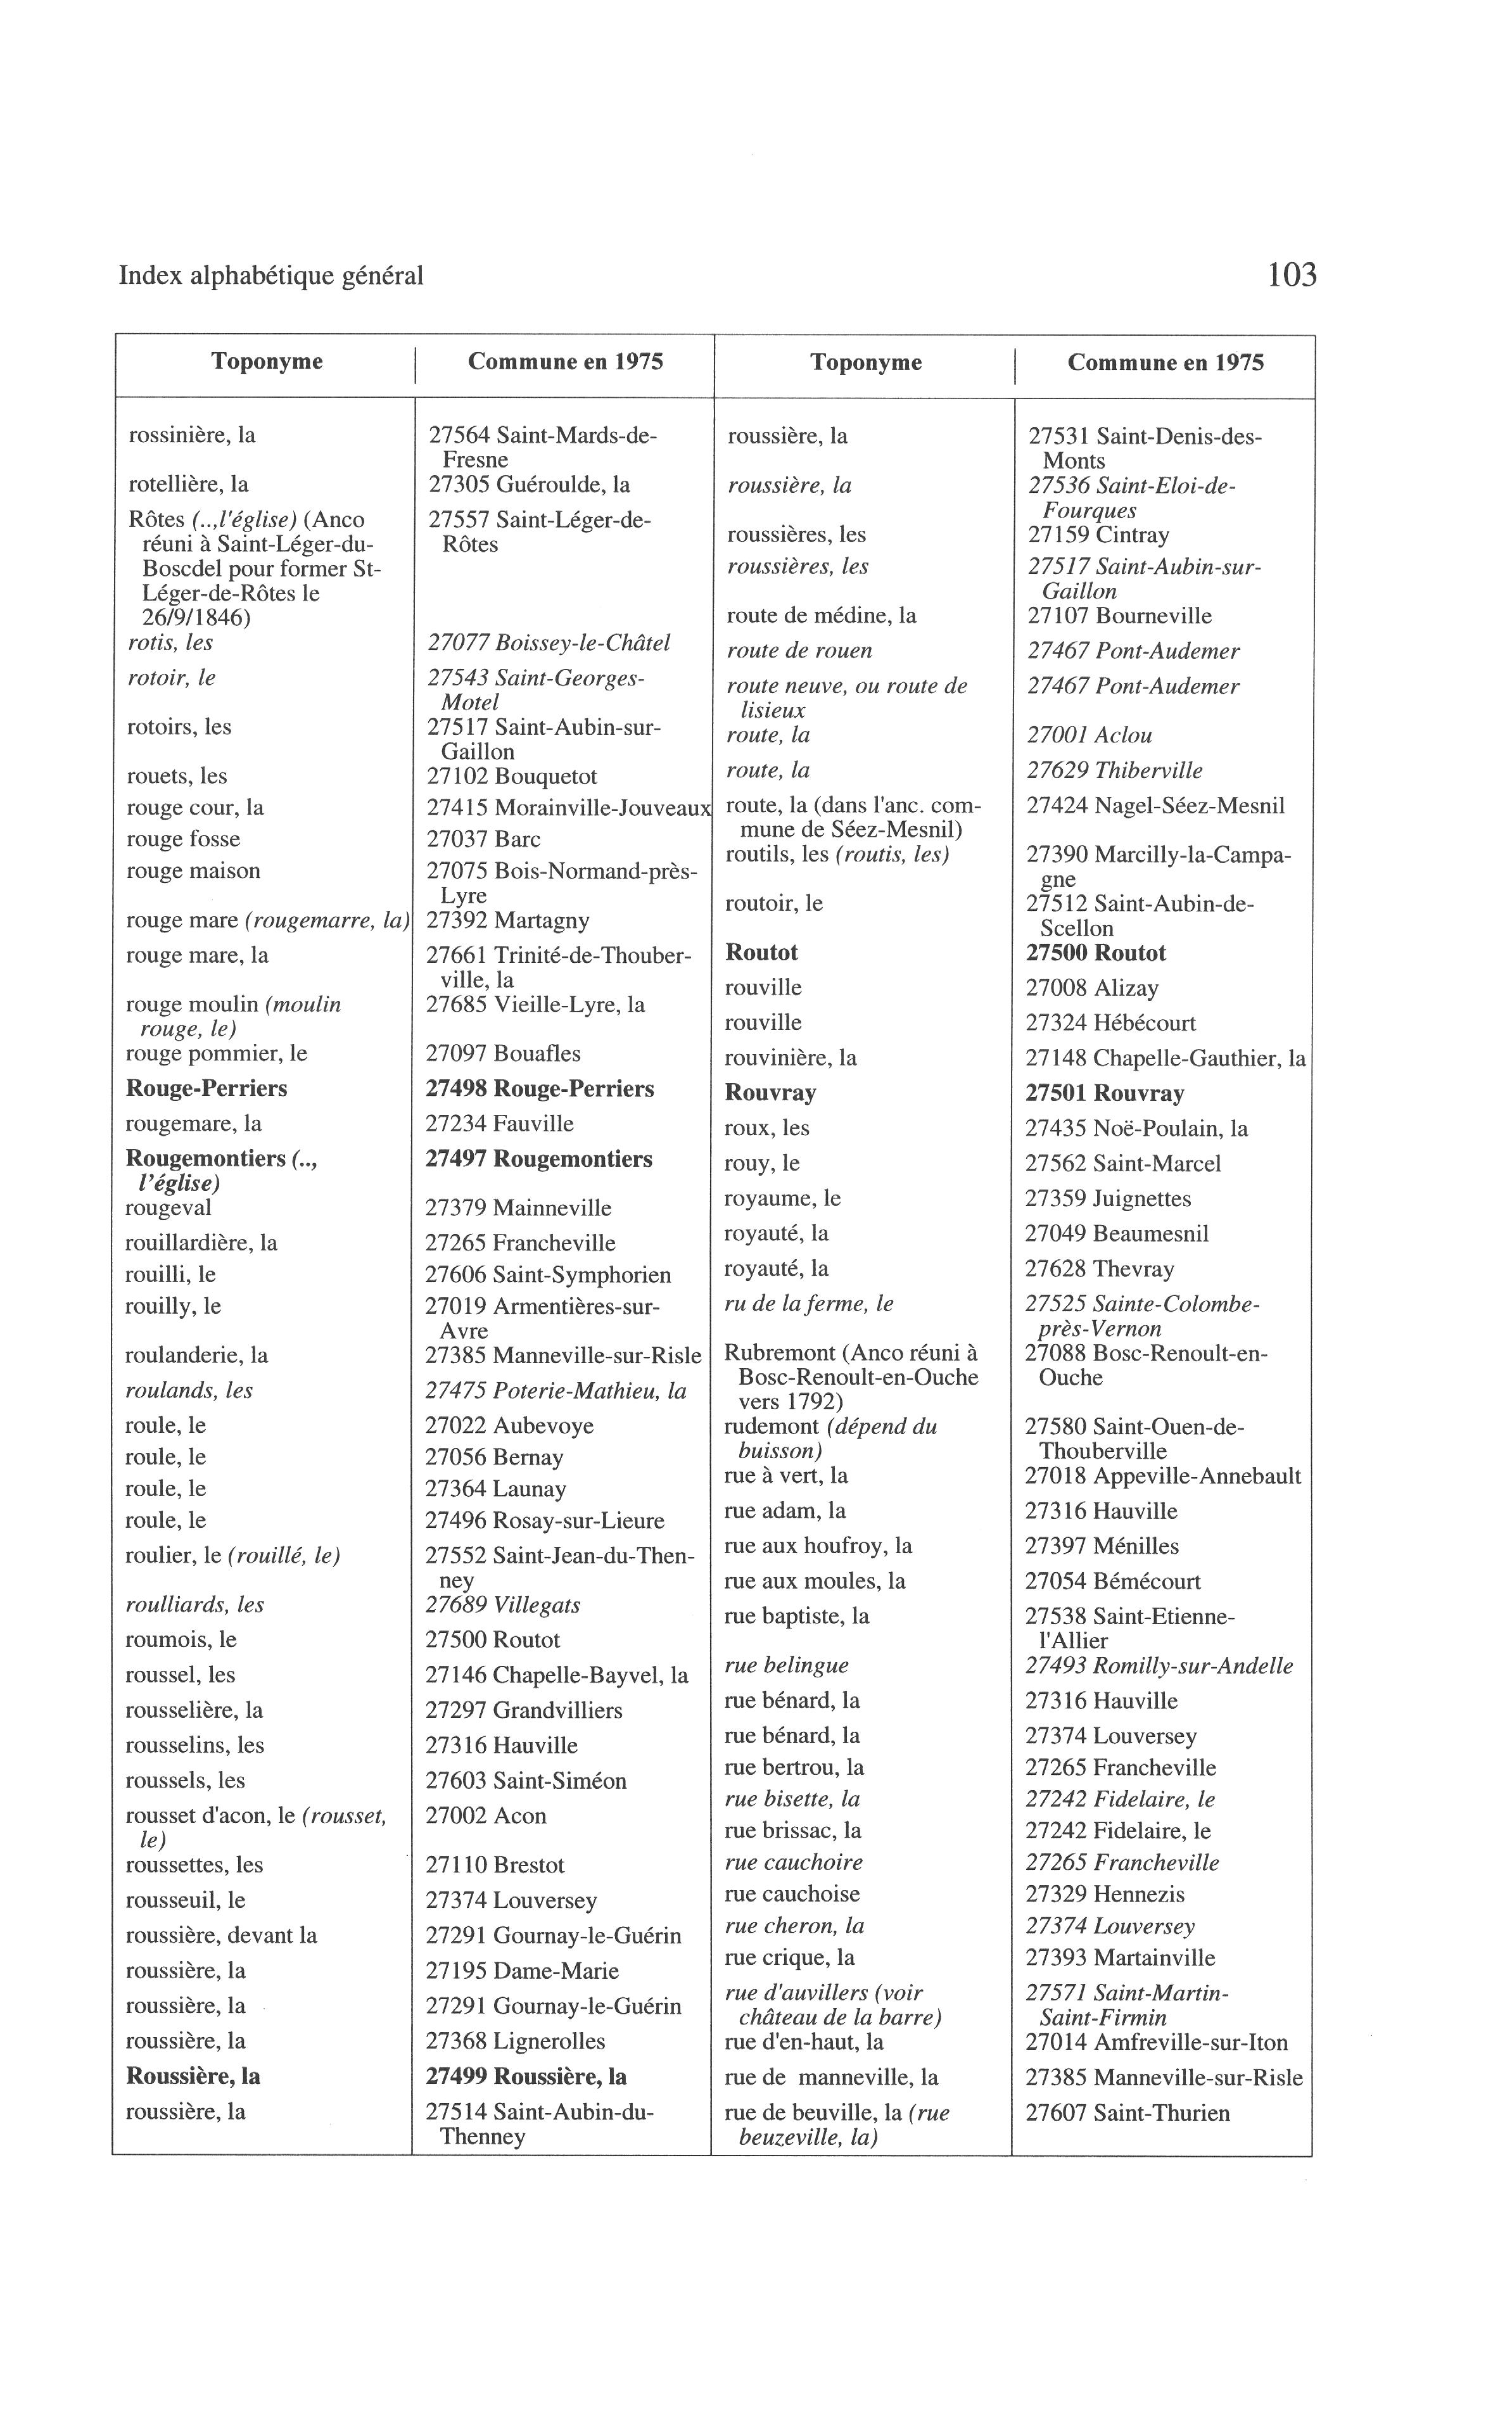 Index alphabétique général 103
Toponyme Commune en 1975 Toponyme Commune en 1975
rossinière, la 27564 Saint-Mards-de-
Fresne
rotellière, la 27305 Guéroulde, la
Rôtes (..,l'église) (Anco 27557 Saint-Léger-de-
réuni à Saint-Léger-du- Rôtes
Boscdel pour former St-
Léger-de-Rôtes le
26/9/1846)
rotis, les 27077 Boissey-le-Châtel
rotoir, le 27543 Saint-Georges-
Motel
rotoirs, les 27517 Saint-Aubin-sur-
Gaillon
rouets, les 27102 Bouquetot
rouge cour, la 27415 Morainville-Jouveaux
rouge fosse 27037 Barc
rouge maison 27075 Bois-Normand-près-
Lyre
rouge mare (rougemarre, la) 27392 Martagny
rouge mare, la 27661 Trinité-de-Thouber-
ville, la
rouge moulin (moulin 27685 Vieille-Lyre, la
rouge, le)
rouge pommier, le 27097 Bouafles
Rouge-Perriers 27498 Rouge-Perriers
rougemare, la 27234 Fauville
Rougemontiers (.., 27497 Rougemontiers
l’église)
rougeval 27379 Mainneville
rouillardière, la 27265 Francheville
rouilli, le 27606 Saint-Symphorien
rouilly, le 27019 Armentières-sur-
Avre
roulanderie, la 27385 Manneville-sur-Risle
roulands, les 27475 Poterie-Mathieu, la
roule, le 27022 Aubevoye
roule, le 27056 Bernay
roule, le 27364 Launay
roule, le 27496 Rosay-sur-Lieure
roulier, le (rouillé, le) 27552 Saint-Jean-du-Then-
ney
roulliards, les 27689 Villegats
roumois, le 27500 Routot
roussel, les 27146 Chapelle-Bayvel, la
rousselière, la 27297 Grandvilliers
rousselins, les 27316 Hauville
roussels, les 27603 Saint-Siméon
rousset d'acon, le (rousset, 27002 Acon
le)
roussettes, les 27110 Brestot
rousseuil, le 27374 Louversey
roussière, devant la 27291 Gournay-le-Guérin
roussière, la 27195 Dame-Marie
roussière, la 27291 Gournay-le-Guérin
roussière, la 27368 Lignerolles
Roussière, la 27499 Roussière, la
roussière, la 27514 Saint-Aubin-du-
Thenney
roussière, la 27531 Saint-Denis-des-
Monts
roussière, la 27536 Saint-Eloi-de-
Fourques
roussières, les 27159 Cintray
roussières, les 27517 Saint-Aubin-sur-
Gaillon
route de médine, la 27107 Bourneville
route de rouen 27467 Pont-Audemer
route neuve, ou route de 27467 Pont-Audemer
lisieux
route, la 27001 Aclou
route, la 27629 Thiberville
route, la (dans l'anc. com- 27424 Nagel-Séez-Mesnil
mune de Séez-Mesnil)
routils, les (routis, les) 27390 Marcilly-la-Campa-
gne
routoir, le 27512 Saint-Aubin-de-
Scellon
Routot 27500 Routot
rouville 27008 Alizay
rouville 27324 Hébécourt
rouvinière, la 27148 Chapelle-Gauthier, la
Rouvray 27501 Rouvray
roux, les 27435 Noë-Poulain, la
rouy, le 27562 Saint-Marcel
royaume, le 27359 Juignettes
royauté, la 27049 Beaumesnil
royauté, la 27628 Thevray
ru de la ferme, le 27525 Sainte-Colombe-
près-Vernon
Rubremont (Anco réuni à 27088 Bosc-Renoult-en-
Bosc-Renoult-en-Ouche Ouche
vers 1792)
rudemont (dépend du 27580 Saint-Ouen-de-
buisson) Thouberville
rue à vert, la 27018 Appeville-Annebault
rue adam, la 27316 Hauville
rue aux houfroy, la 27397 Ménilles
rue aux moules, la 27054 Bémécourt
rue baptiste, la 27538 Saint-Etienne-
l'Allier
rue belingue 27493 Romilly-sur-Andelle
rue bénard, la 27316 Hauville
rue bénard, la 27374 Louversey
rue bertrou, la 27265 Francheville
rue bisette, la 27242 Fidelaire, le
rue brissac, la 27242 Fidelaire, le
rue cauchoire 27265 Francheville
rue cauchoise 27329 Hennezis
rue cheron, la 27374 Louversey
rue crique, la 27393 Martainville
rue d'auvillers (voir 27571 Saint-Martin-
château de la barre) Saint-Firmin
rue d'en-haut, la 27014 Amfreville-sur-Iton
rue de manneville, la 27385 Manneville-sur-Risle
rue de beuville, la (rue 27607 Saint-Thurien
beuzeville, la)